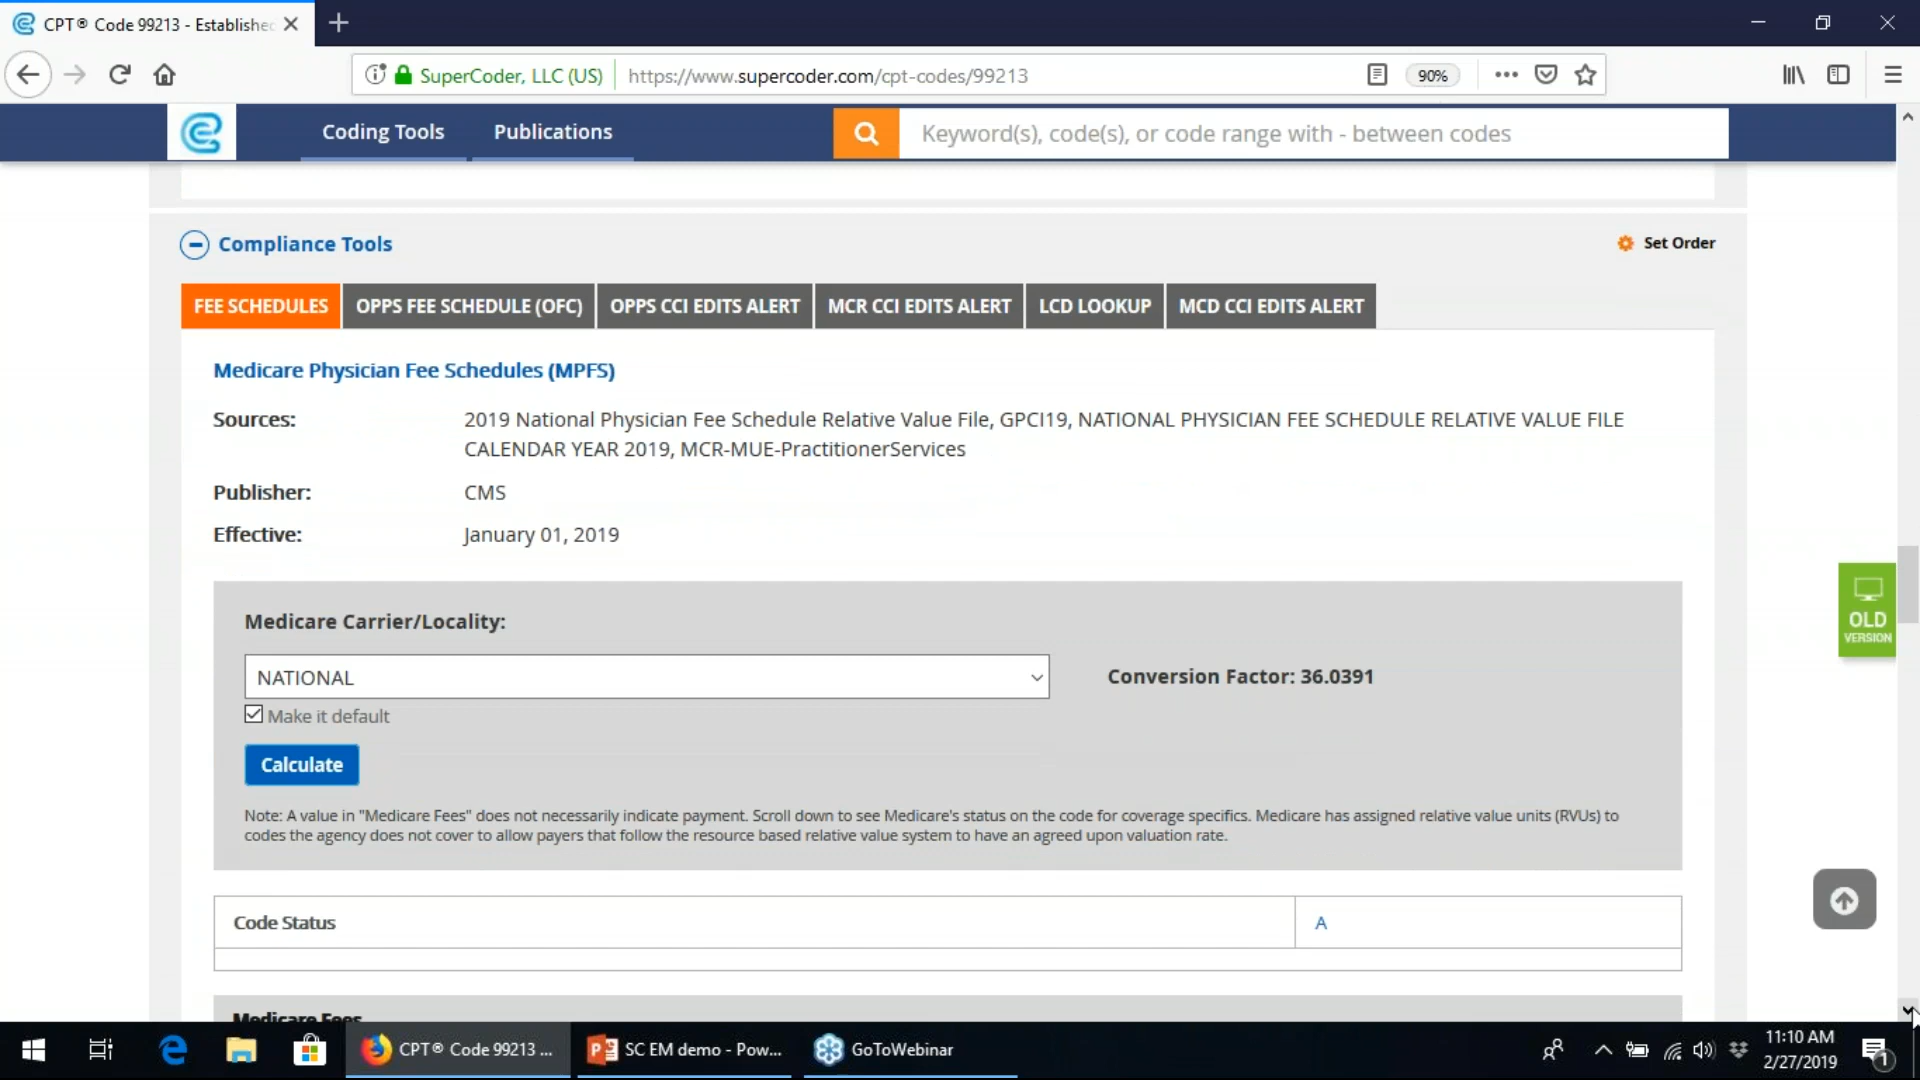 CPT® Code 99213 - Established
SuperCoder, LLC (US)
https://www.supercoder.com/cpt-codes/99213
90%
Coding Tools
Publications
Keyword(s), code(s), or code range with - between codes
Compliance Tools
Set Order
FEE SCHEDULES
OPPS FEE SCHEDULE (OFC)
OPPS CCI EDITS ALERT
MCR CCI EDITS ALERT
LCD LOOKUP
MCD CCI EDITS ALERT
Medicare Physician Fee Schedules (MPFS)
Sources: 2019 National Physician Fee Schedule Relative Value File, GPCI19, NATIONAL PHYSICIAN FEE SCHEDULE RELATIVE VALUE FILE
CALENDAR YEAR 2019, MCR-MUE-PractitionerServices
Publisher: CMS
Effective: January 01, 2019
Medicare Carrier/Locality:
NATIONAL
Conversion Factor: 36.0391
Make it default
Calculate
Note: A value in "Medicare Fees" does not necessarily indicate payment. Scroll down to see Medicare's status on the code for coverage specifics. Medicare has assigned relative value units (RVUs) to
codes the agency does not cover to allow payers that follow the resource based relative value system to have an agreed upon valuation rate.
OLD
VERSION
Code Status
A
Medicare Fees
CPT® Code 99213 ...
SC EM demo - Pow...
GoToWebinar
11:10 AM
2/27/2019
1